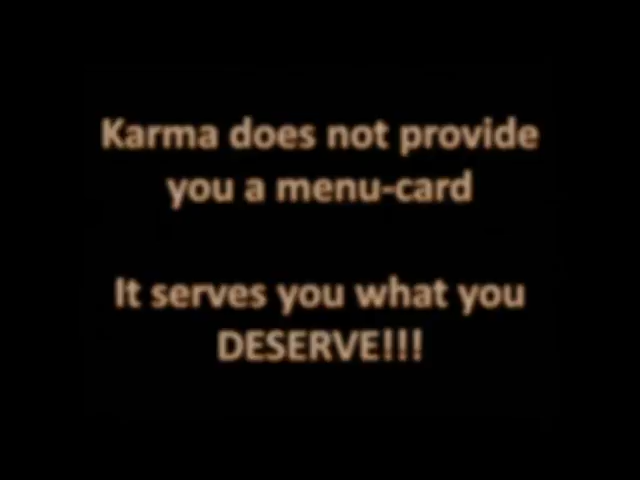 Karma does not provide
you a menu-card
It serves you what you
DESERVE!!!